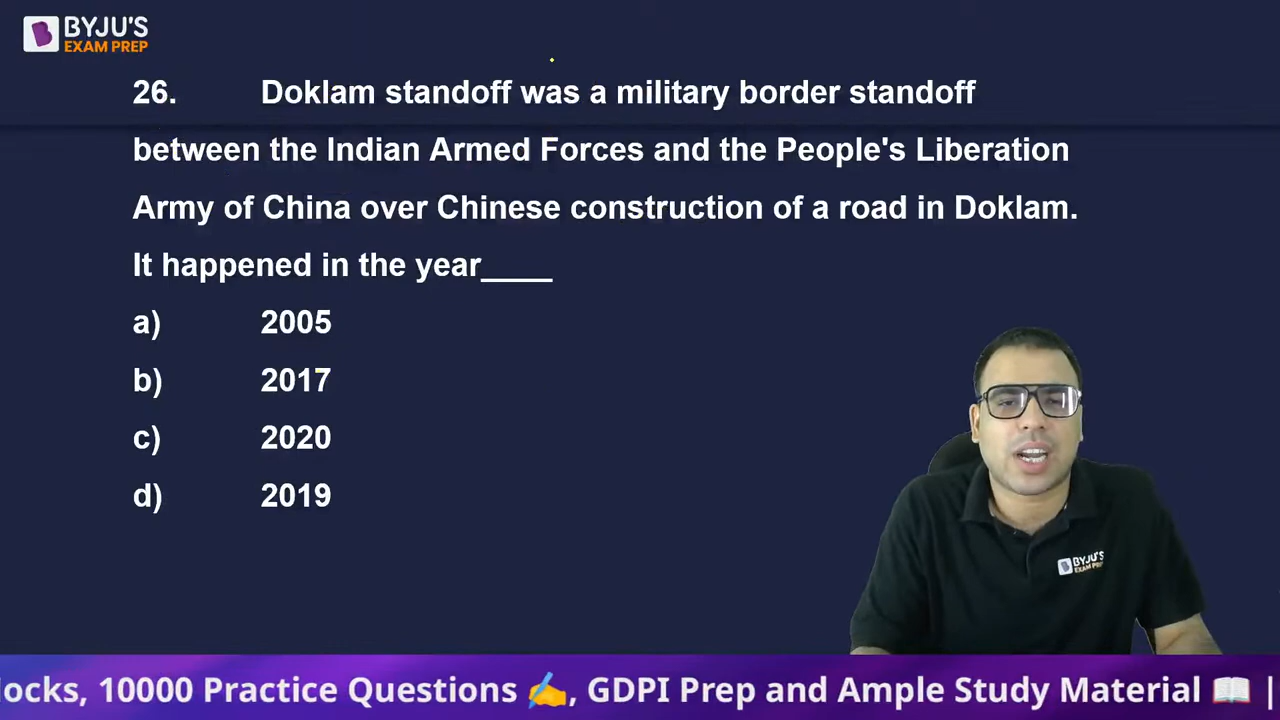 BYJU'S
EXAM PREP
26. Doklam standoff was a military border standoff
between the Indian Armed Forces and the People's Liberation
Army of China over Chinese construction of a road in Doklam.
It happened in the year____
a) 2005
b) 2017
c) 2020
d) 2019
BYJU'S
EXAM PREP
locks, 10000 Practice Questions ✍️, GDPI Prep and Ample Study Material 📖 |